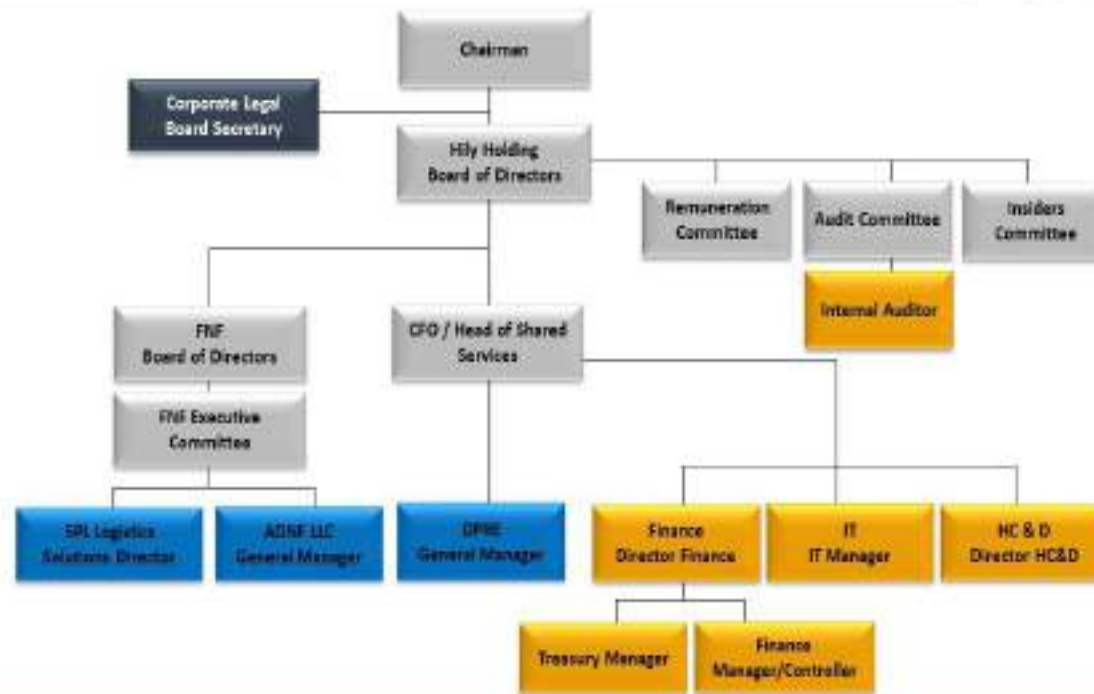 Chairman
Corporate Legal
Board Secretary
Hily Holding
Board of Directors
Remuneration
Committee
Audit Committee
Insiders
Committee
Internal Auditor
FNF
Board of Directors
CFO / Head of Shared
Services
FNF Executive
Committee
SPL Logistics
Solutions Director
ADNF LLC
General Manager
OPRE
General Manager
Finance
Director Finance
IT
IT Manager
HC & D
Director HC&D
Treasury Manager
Finance
Manager/Controller